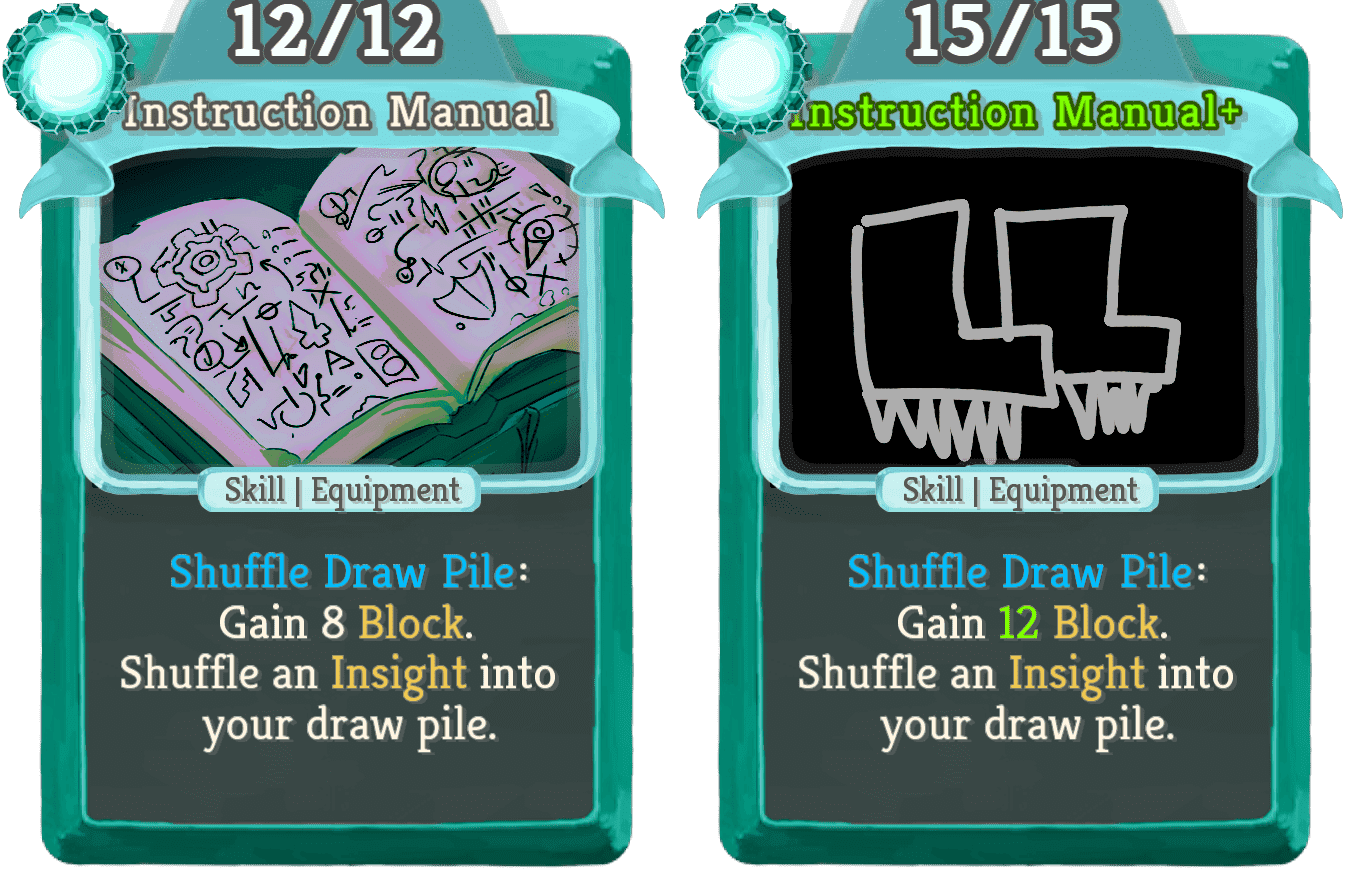 12/12
Instruction Manual
Skill | Equipment
Shuffle Draw Pile:
Gain 8 Block.
Shuffle an Insight into
your draw pile.
15/15
Instruction Manual+
Skill | Equipment
Shuffle Draw Pile:
Gain 12 Block.
Shuffle an Insight into
your draw pile.